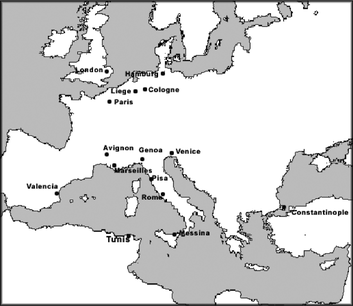 London
Hamburg
Liege
Cologne
Paris
Avignon
Genoa
Venice
Marseilles
Pisa
Valencia
Rome
Constantinople
Tunis
Messina